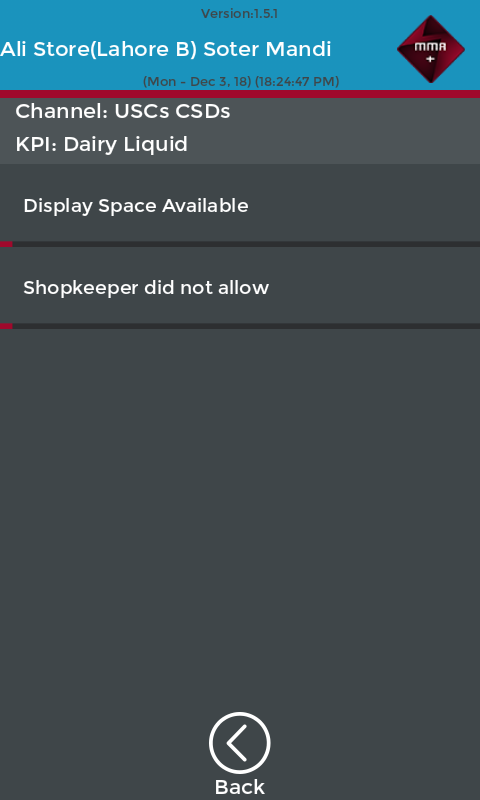 Version:1.5.1
Ali Store(Lahore B) Soter Mandi
MMA
+
(Mon - Dec 3, 18) (18:24:47 PM)
Channel: USCs CSDs
KPI: Dairy Liquid
Display Space Available
Shopkeeper did not allow
Back